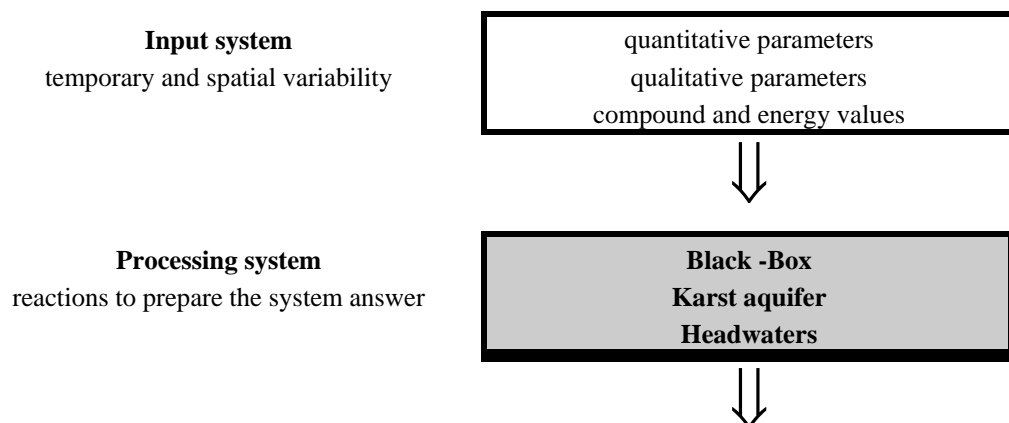 Input system
temporary and spatial variability
quantitative parameters
qualitative parameters
compound and energy values
Processing system
reactions to prepare the system answer
Black -Box
Karst aquifer
Headwaters